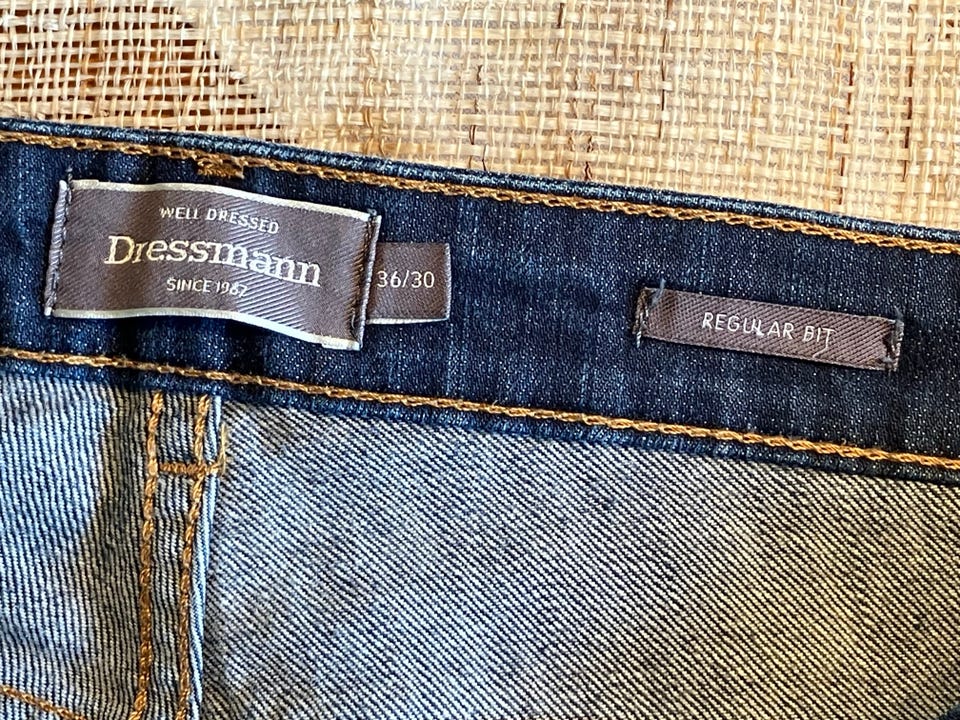 WELL DRESSED
Dressmann
SINCE 1967
36/30
REGULAR BIT